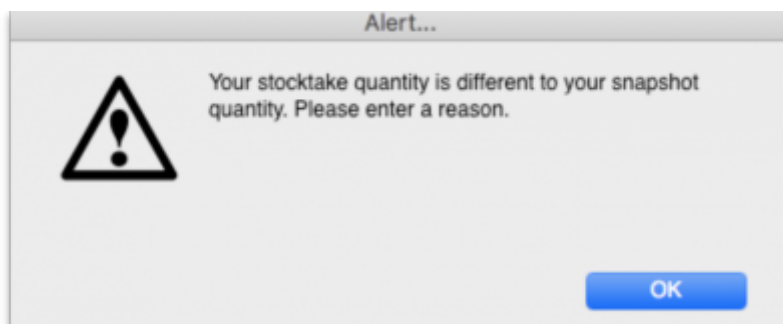 Alert...
Your stocktake quantity is different to your snapshot
quantity. Please enter a reason.
OK